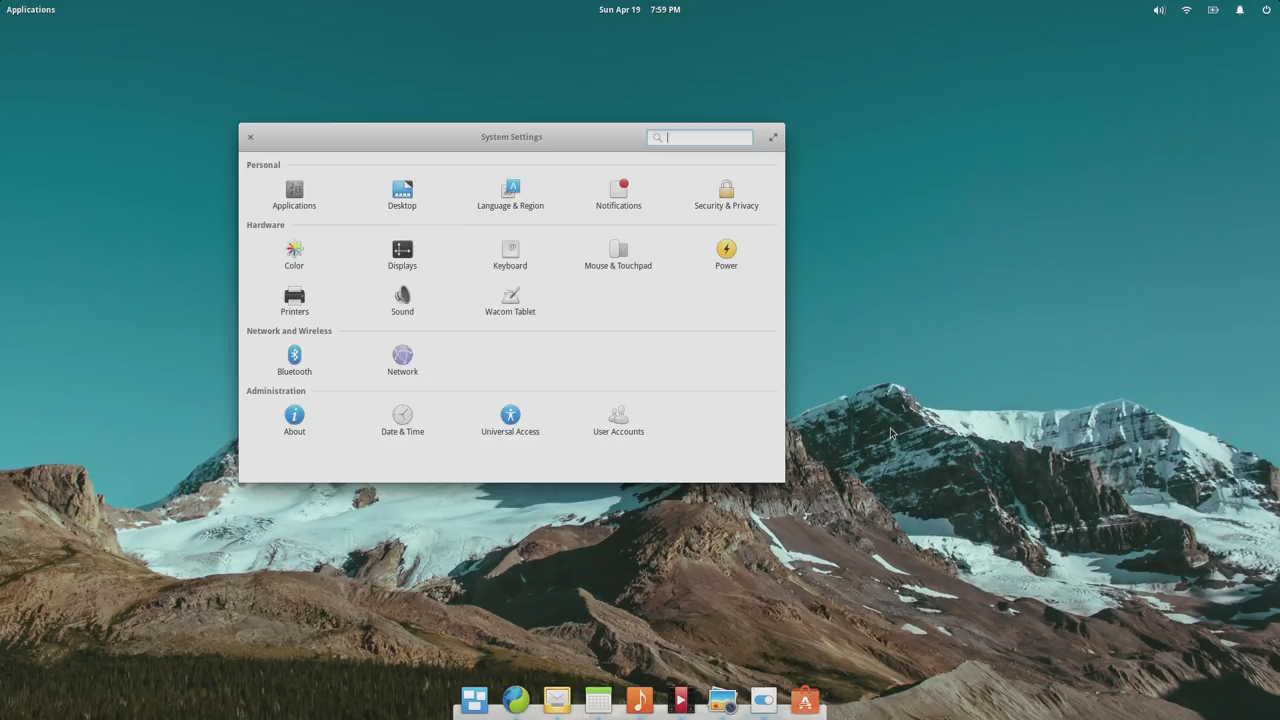 Applications
Sun Apr 19 7:59 PM
System Settings
Personal
Applications
Desktop
Language & Region
Notifications
Security & Privacy
Hardware
Color
Displays
Keyboard
Mouse & Touchpad
Power
Printers
Sound
Wacom Tablet
Network and Wireless
Bluetooth
Network
Administration
About
Date & Time
Universal Access
User Accounts